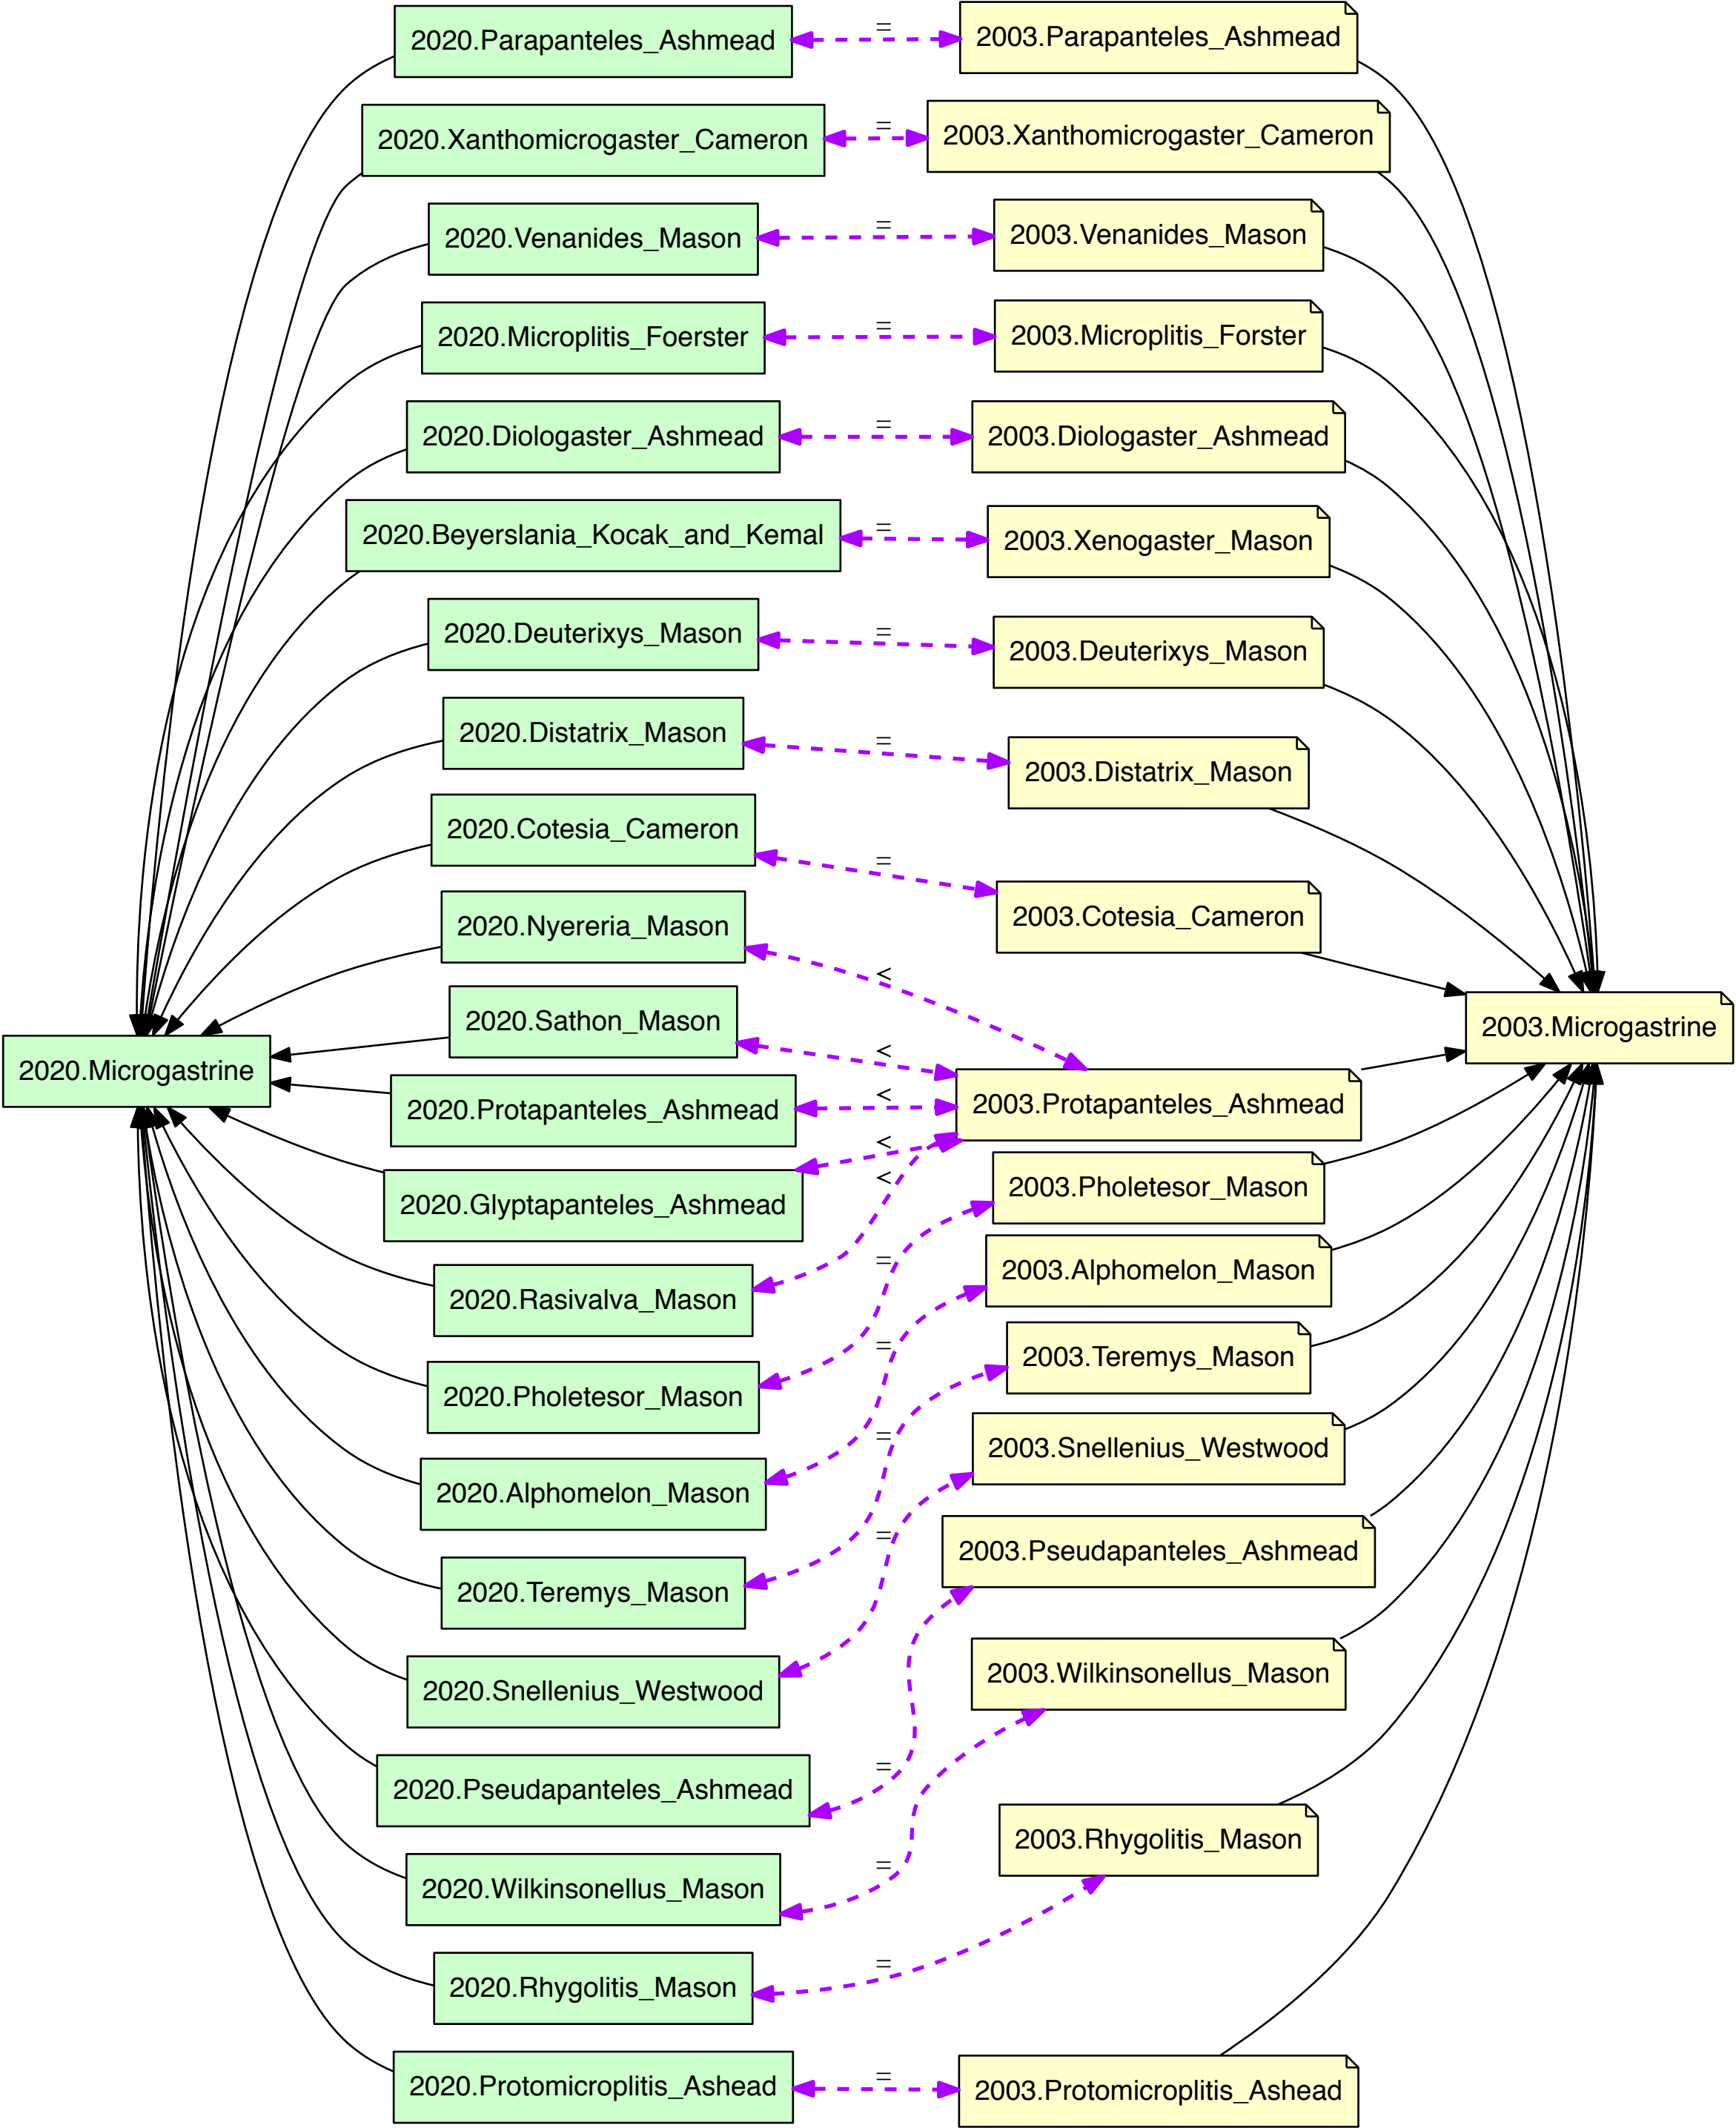 2020.Parapanteles_Ashmead = 2003.Parapanteles_Ashmead
2020.Xanthomicrogaster_Cameron = 2003.Xanthomicrogaster_Cameron
2020.Venanides_Mason = 2003.Venanides_Mason
2020.Microplitis_Foerster = 2003.Microplitis_Forster
2020.Diologaster_Ashmead = 2003.Diologaster_Ashmead
2020.Beyerslania_Kocak_and_Kemal = 2003.Xenogaster_Mason
2020.Deuterixys_Mason = 2003.Deuterixys_Mason
2020.Distatrix_Mason = 2003.Distatrix_Mason
2020.Cotesia_Cameron = 2003.Cotesia_Cameron
2020.Nyereria_Mason <
2020.Sathon_Mason < 2003.Microgastrine
2020.Microgastrine
2020.Protapanteles_Ashmead < 2003.Protapanteles_Ashmead
2020.Glyptapanteles_Ashmead < 2003.Pholetesor_Mason
<
2020.Rasivalva_Mason = 2003.Alphomelon_Mason
2020.Pholetesor_Mason = 2003.Teremys_Mason
2020.Alphomelon_Mason = 2003.Snellenius_Westwood
2020.Teremys_Mason = 2003.Pseudapanteles_Ashmead
2020.Snellenius_Westwood 2003.Wilkinsonellus_Mason
2020.Pseudapanteles_Ashmead = 2003.Rhygolitis_Mason
2020.Wilkinsonellus_Mason =
2020.Rhygolitis_Mason =
2020.Protomicroplitis_Ashead = 2003.Protomicroplitis_Ashead